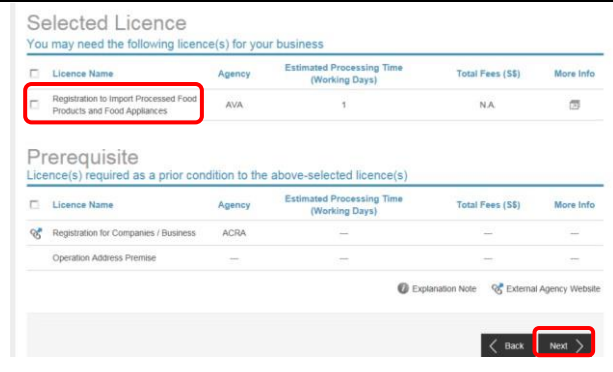 Selected Licence
You may need the following licence(s) for your business
Licence Name Agency Estimated Processing Time (Working Days) Total Fees (S$) More Info
Registration to Import Processed Food
Products and Food Appliances AVA 1 N.A. 
Prerequisite
Licence(s) required as a prior condition to the above-selected licence(s)
Licence Name Agency Estimated Processing Time (Working Days) Total Fees (S$) More Info
Registration for Companies / Business ACRA — — —
Operation Address Premise — — — —
Explanation Note External Agency Website
Back Next